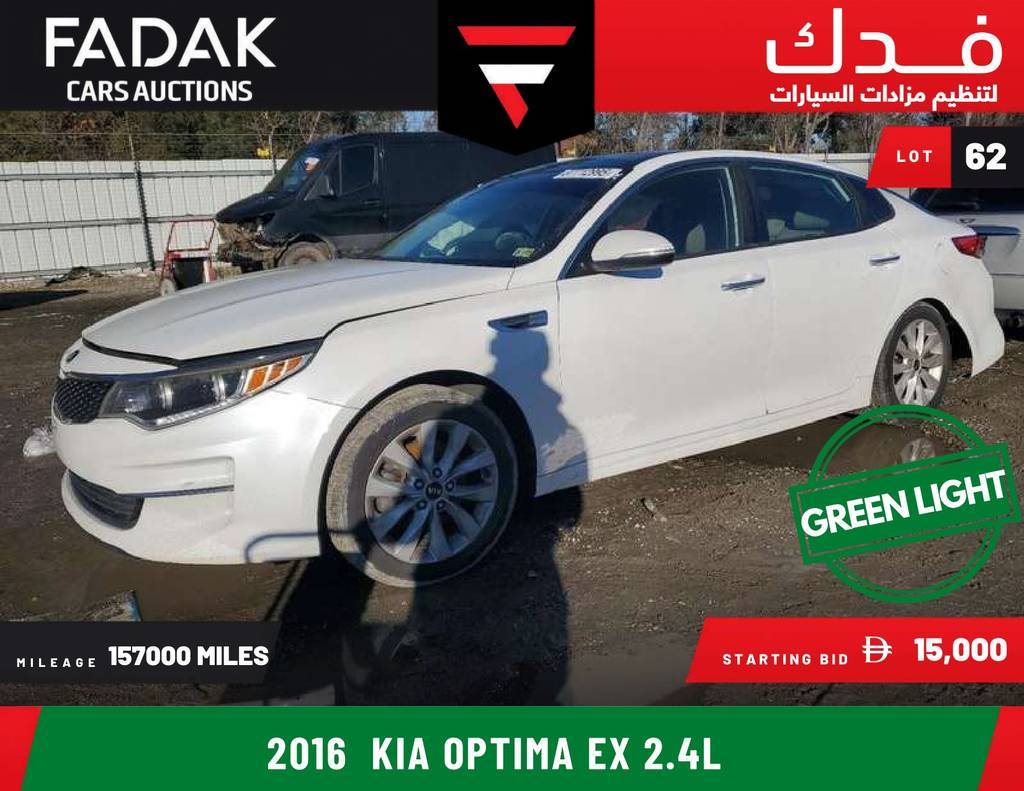 FADAK
CARS AUCTIONS
فدك
لتنظيم مزادات السيارات
LOT 62
GREEN LIGHT
MILEAGE 157000 MILES
STARTING BID 15,000
2016 KIA OPTIMA EX 2.4L